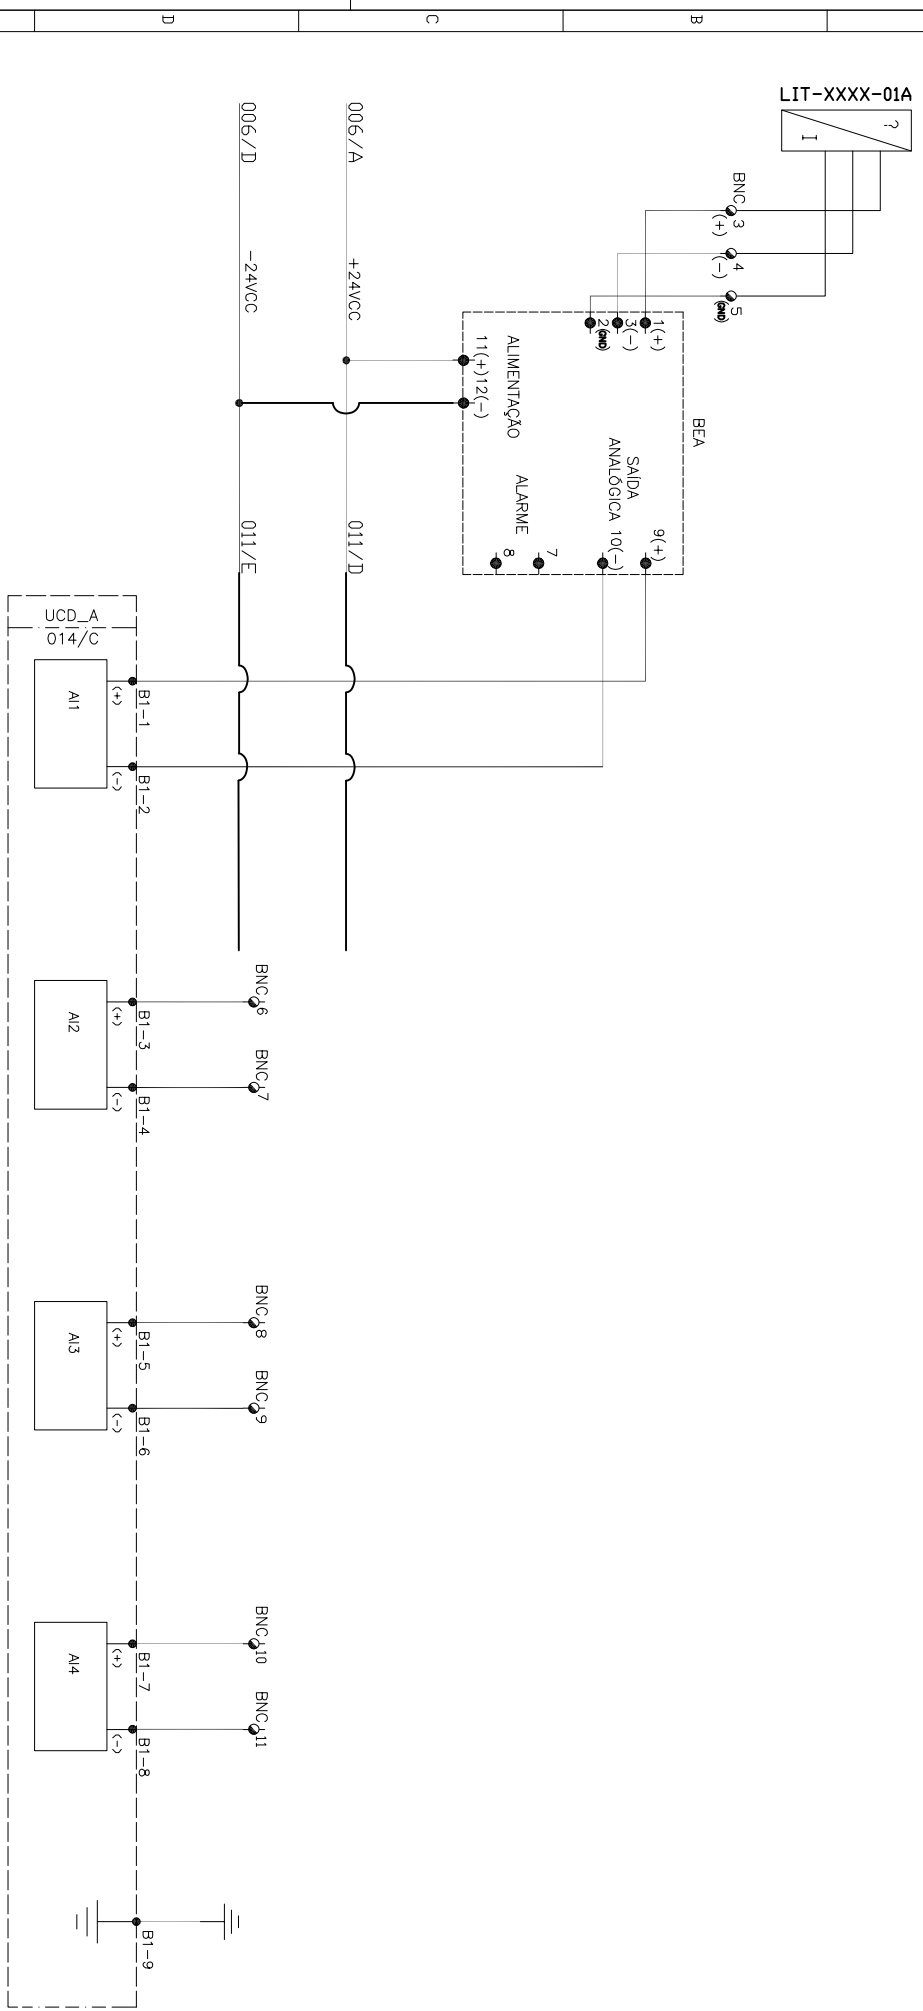 D
C
B
LIT-XXXX-01A
?
I
006/D
006/A
-24VCC
+24VCC
BNC
3
(+)
4
(-)
5
(GND)
1(+)
3(-)
2(GND)
11(+)12(-)
ALIMENTAÇÃO
BEA
SAÍDA
ANALÓGICA
9(+)
10(-)
ALARME
7
8
011/E
011/D
UCD_A
014/C
AI1
(+)
B1-1
(-)
B1-2
AI2
(+)
B1-3
(-)
B1-4
BNC
6
BNC
7
AI3
(+)
B1-5
(-)
B1-6
BNC
8
BNC
9
AI4
(+)
B1-7
(-)
B1-8
BNC
10
BNC
11
B1-9